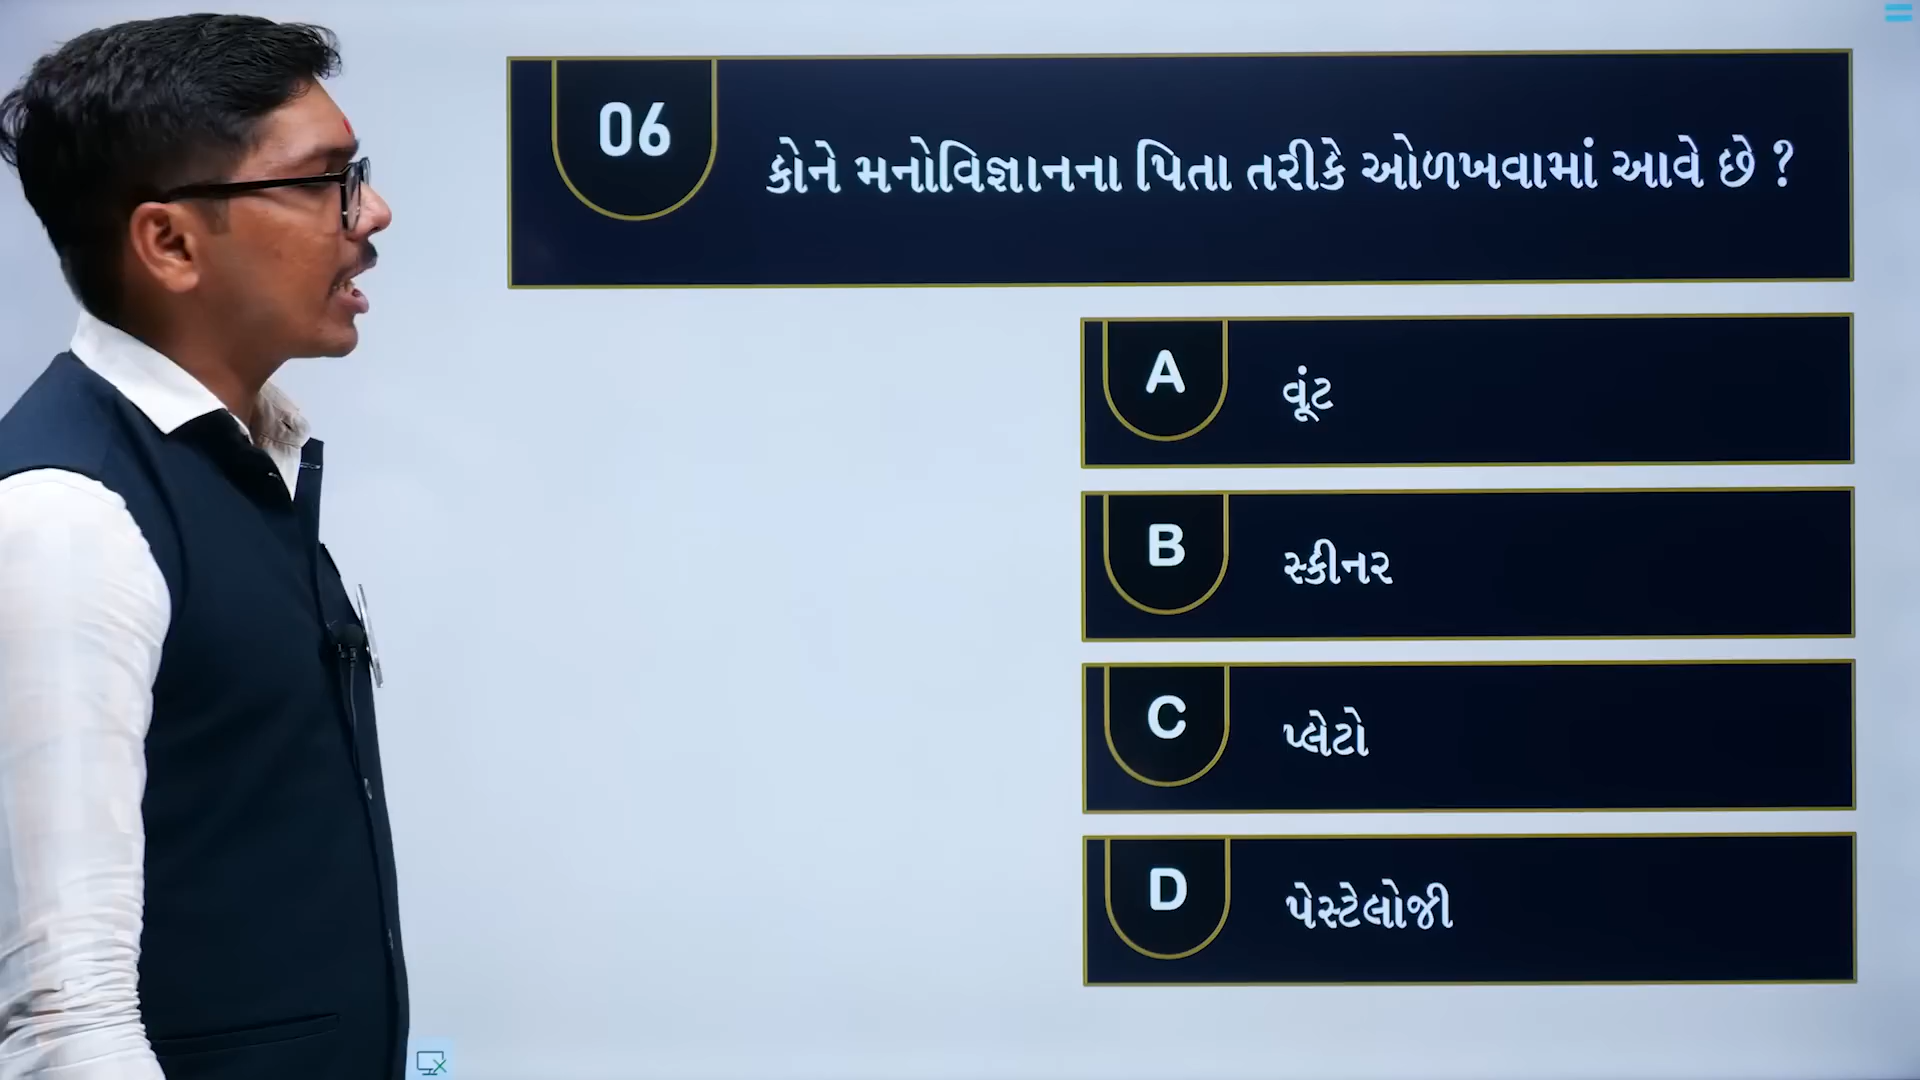 06
કોને મનોવિજ્ઞાનના પિતા તરીકે ઓળખવામાં આવે છે ?
A
વૂંટ
B
સ્કીનર
C
પ્લેટો
D
પેસ્ટેલોજી